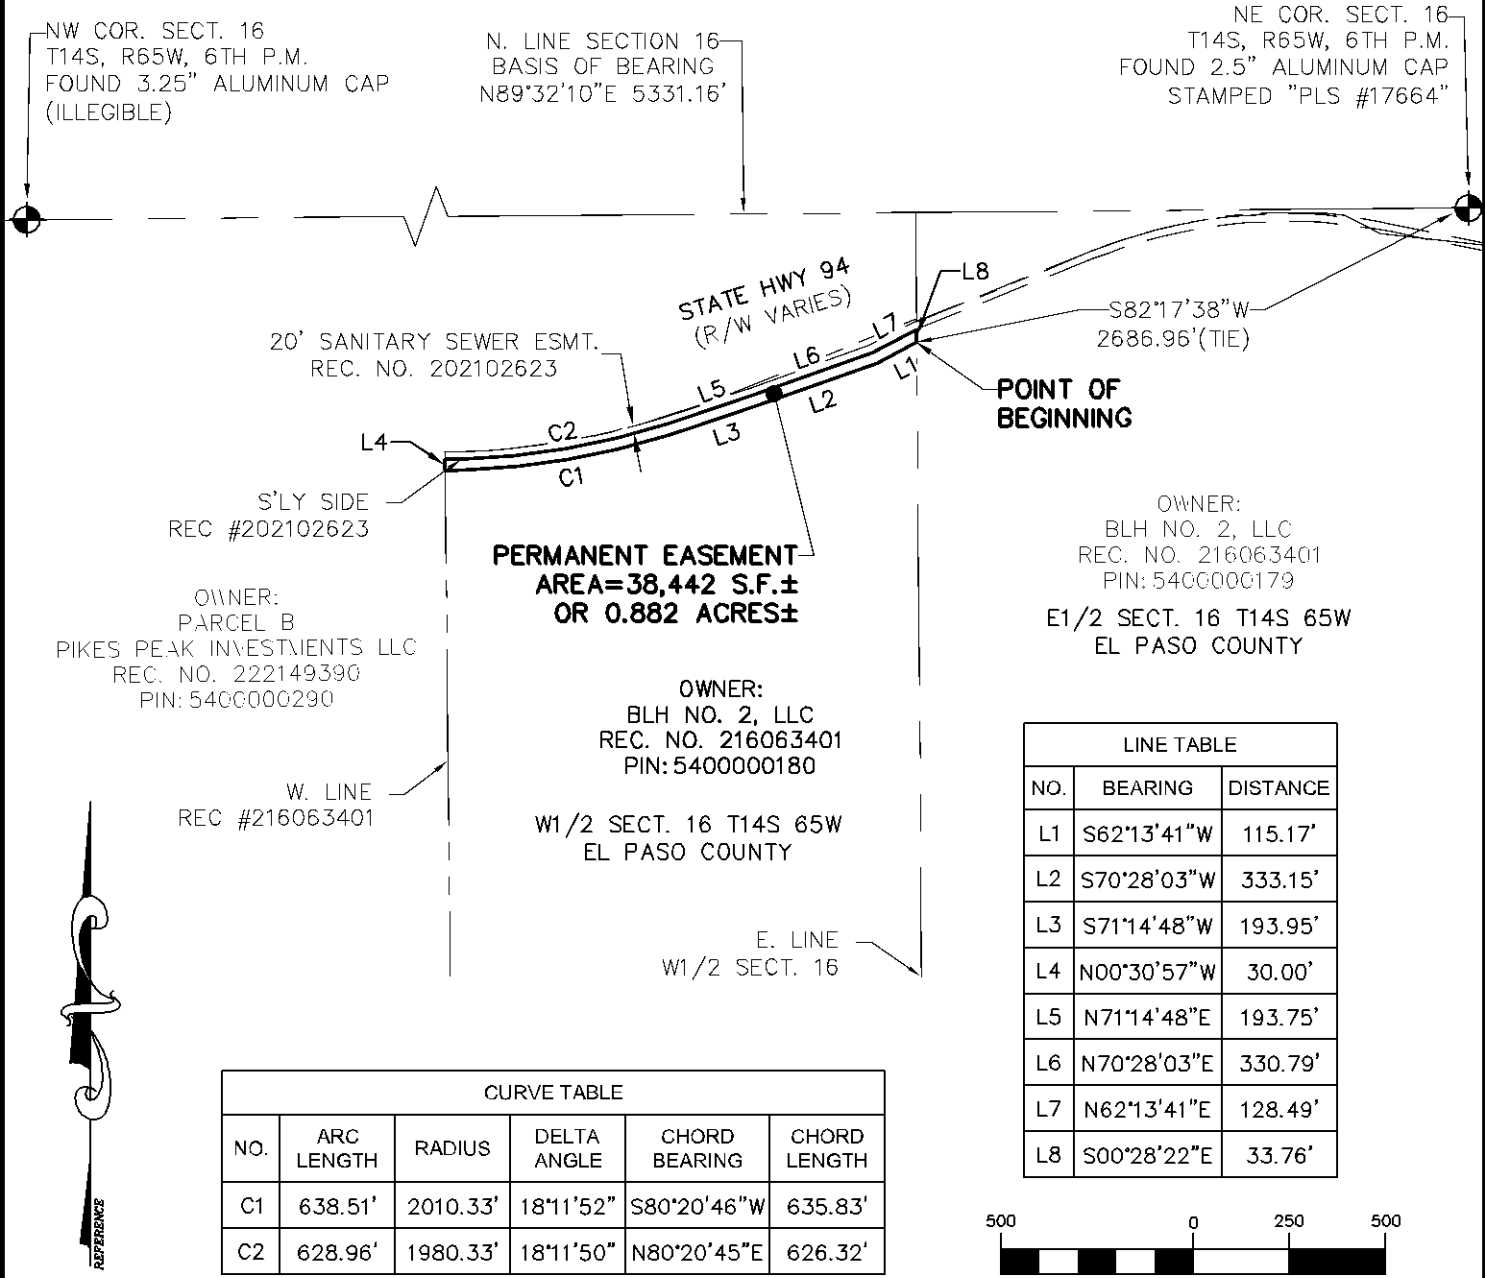 NW COR. SECT. 16
T14S, R65W, 6TH P.M.
FOUND 3.25" ALUMINUM CAP
(ILLEGIBLE)
N. LINE SECTION 16
BASIS OF BEARING
N89°32'10"E 5331.16'
NE COR. SECT. 16
T14S, R65W, 6TH P.M.
FOUND 2.5" ALUMINUM CAP
STAMPED "PLS #17664"
STATE HWY 94
(R/W VARIES)
L8
L7
S82°17'38"W
2686.96'(TIE)
20' SANITARY SEWER ESMT.
REC. NO. 202102623
L6
L1
L5
L2
POINT OF
BEGINNING
L3
C2
L4
C1
S'LY SIDE
REC #202102623
PERMANENT EASEMENT
AREA=38,442 S.F.±
OR 0.882 ACRES±
OWNER:
BLH NO. 2, LLC
REC. NO. 216063401
PIN: 5400000179
E1/2 SECT. 16 T14S 65W
EL PASO COUNTY
OWNER:
PARCEL B
PIKES PEAK INVESTMENTS LLC
REC. NO. 222149390
PIN: 5400000290
OWNER:
BLH NO. 2, LLC
REC. NO. 216063401
PIN: 5400000180
W. LINE
REC #216063401
W1/2 SECT. 16 T14S 65W
EL PASO COUNTY
E. LINE
W1/2 SECT. 16
LINE TABLE
NO. BEARING DISTANCE
L1 S62°13'41"W 115.17'
L2 S70°28'03"W 333.15'
L3 S71°14'48"W 193.95'
L4 N00°30'57"W 30.00'
L5 N71°14'48"E 193.75'
L6 N70°28'03"E 330.79'
L7 N62°13'41"E 128.49'
L8 S00°28'22"E 33.76'
CURVE TABLE
NO. ARC LENGTH RADIUS DELTA ANGLE CHORD BEARING CHORD LENGTH
C1 638.51' 2010.33' 18°11'52" S80°20'46"W 635.83'
C2 628.96' 1980.33' 18°11'50" N80°20'45"E 626.32'
REFERENCE
500 0 250 500